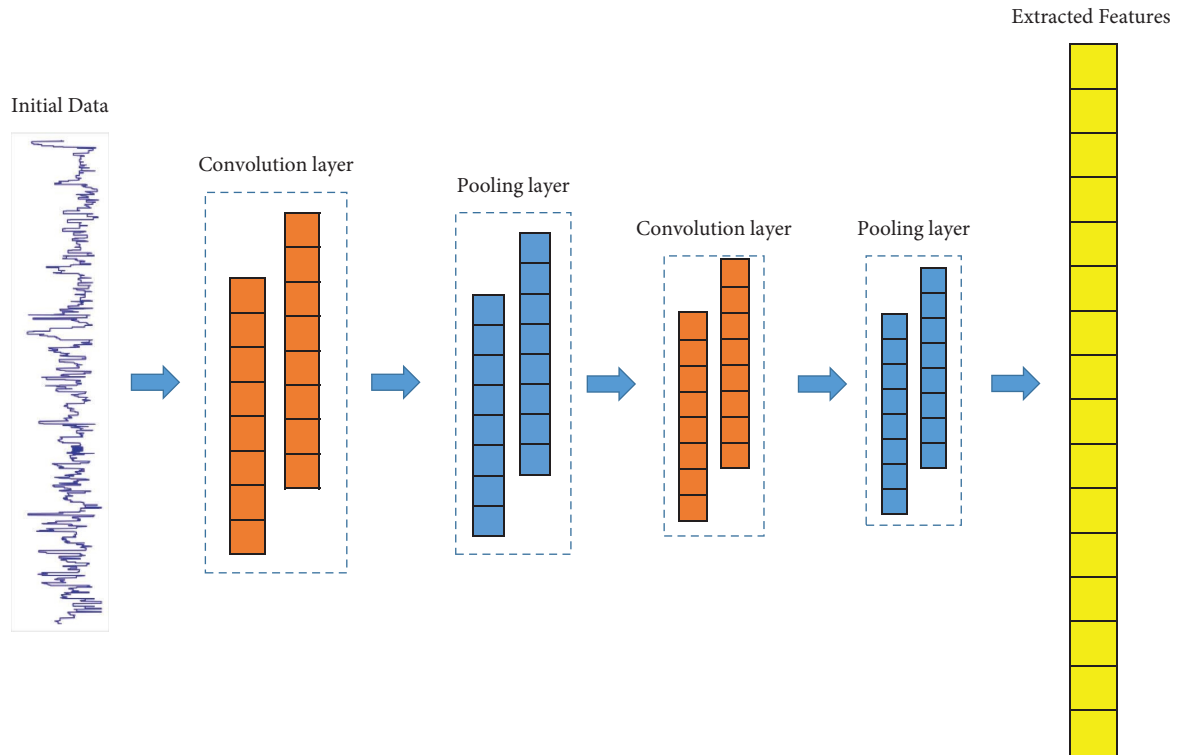 Initial Data
Convolution layer
Pooling layer
Convolution layer
Pooling layer
Extracted Features